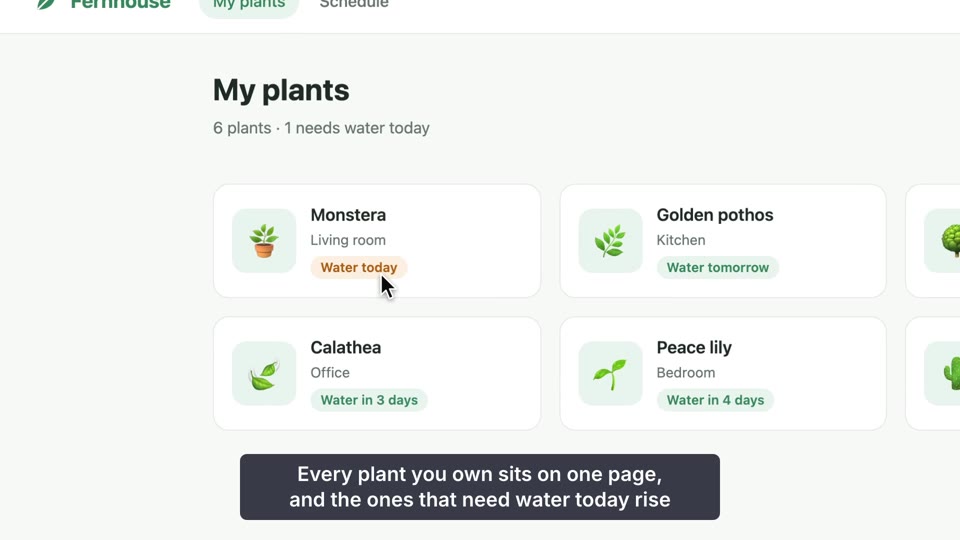 Fernhouse
My plants
Schedule
My plants
6 plants · 1 needs water today
Monstera
Living room
Water today
Golden pothos
Kitchen
Water tomorrow
Calathea
Office
Water in 3 days
Peace lily
Bedroom
Water in 4 days
Every plant you own sits on one page,
and the ones that need water today rise